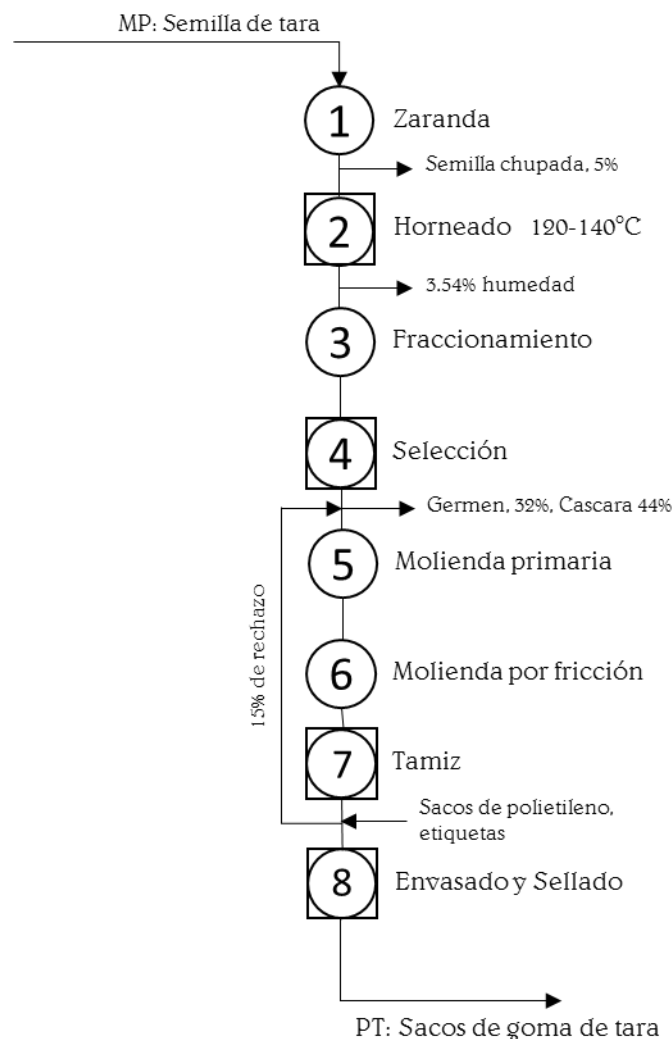 MP: Semilla de tara
1 Zaranda
Semilla chupada, 5%
2 Horneado 120-140°C
3.54% humedad
3 Fraccionamiento
4 Selección
Germen, 32%, Cascara 44%
5 Molienda primaria
15% de rechazo
6 Molienda por fricción
7 Tamiz
Sacos de polietileno,
etiquetas
8 Envasado y Sellado
PT: Sacos de goma de tara